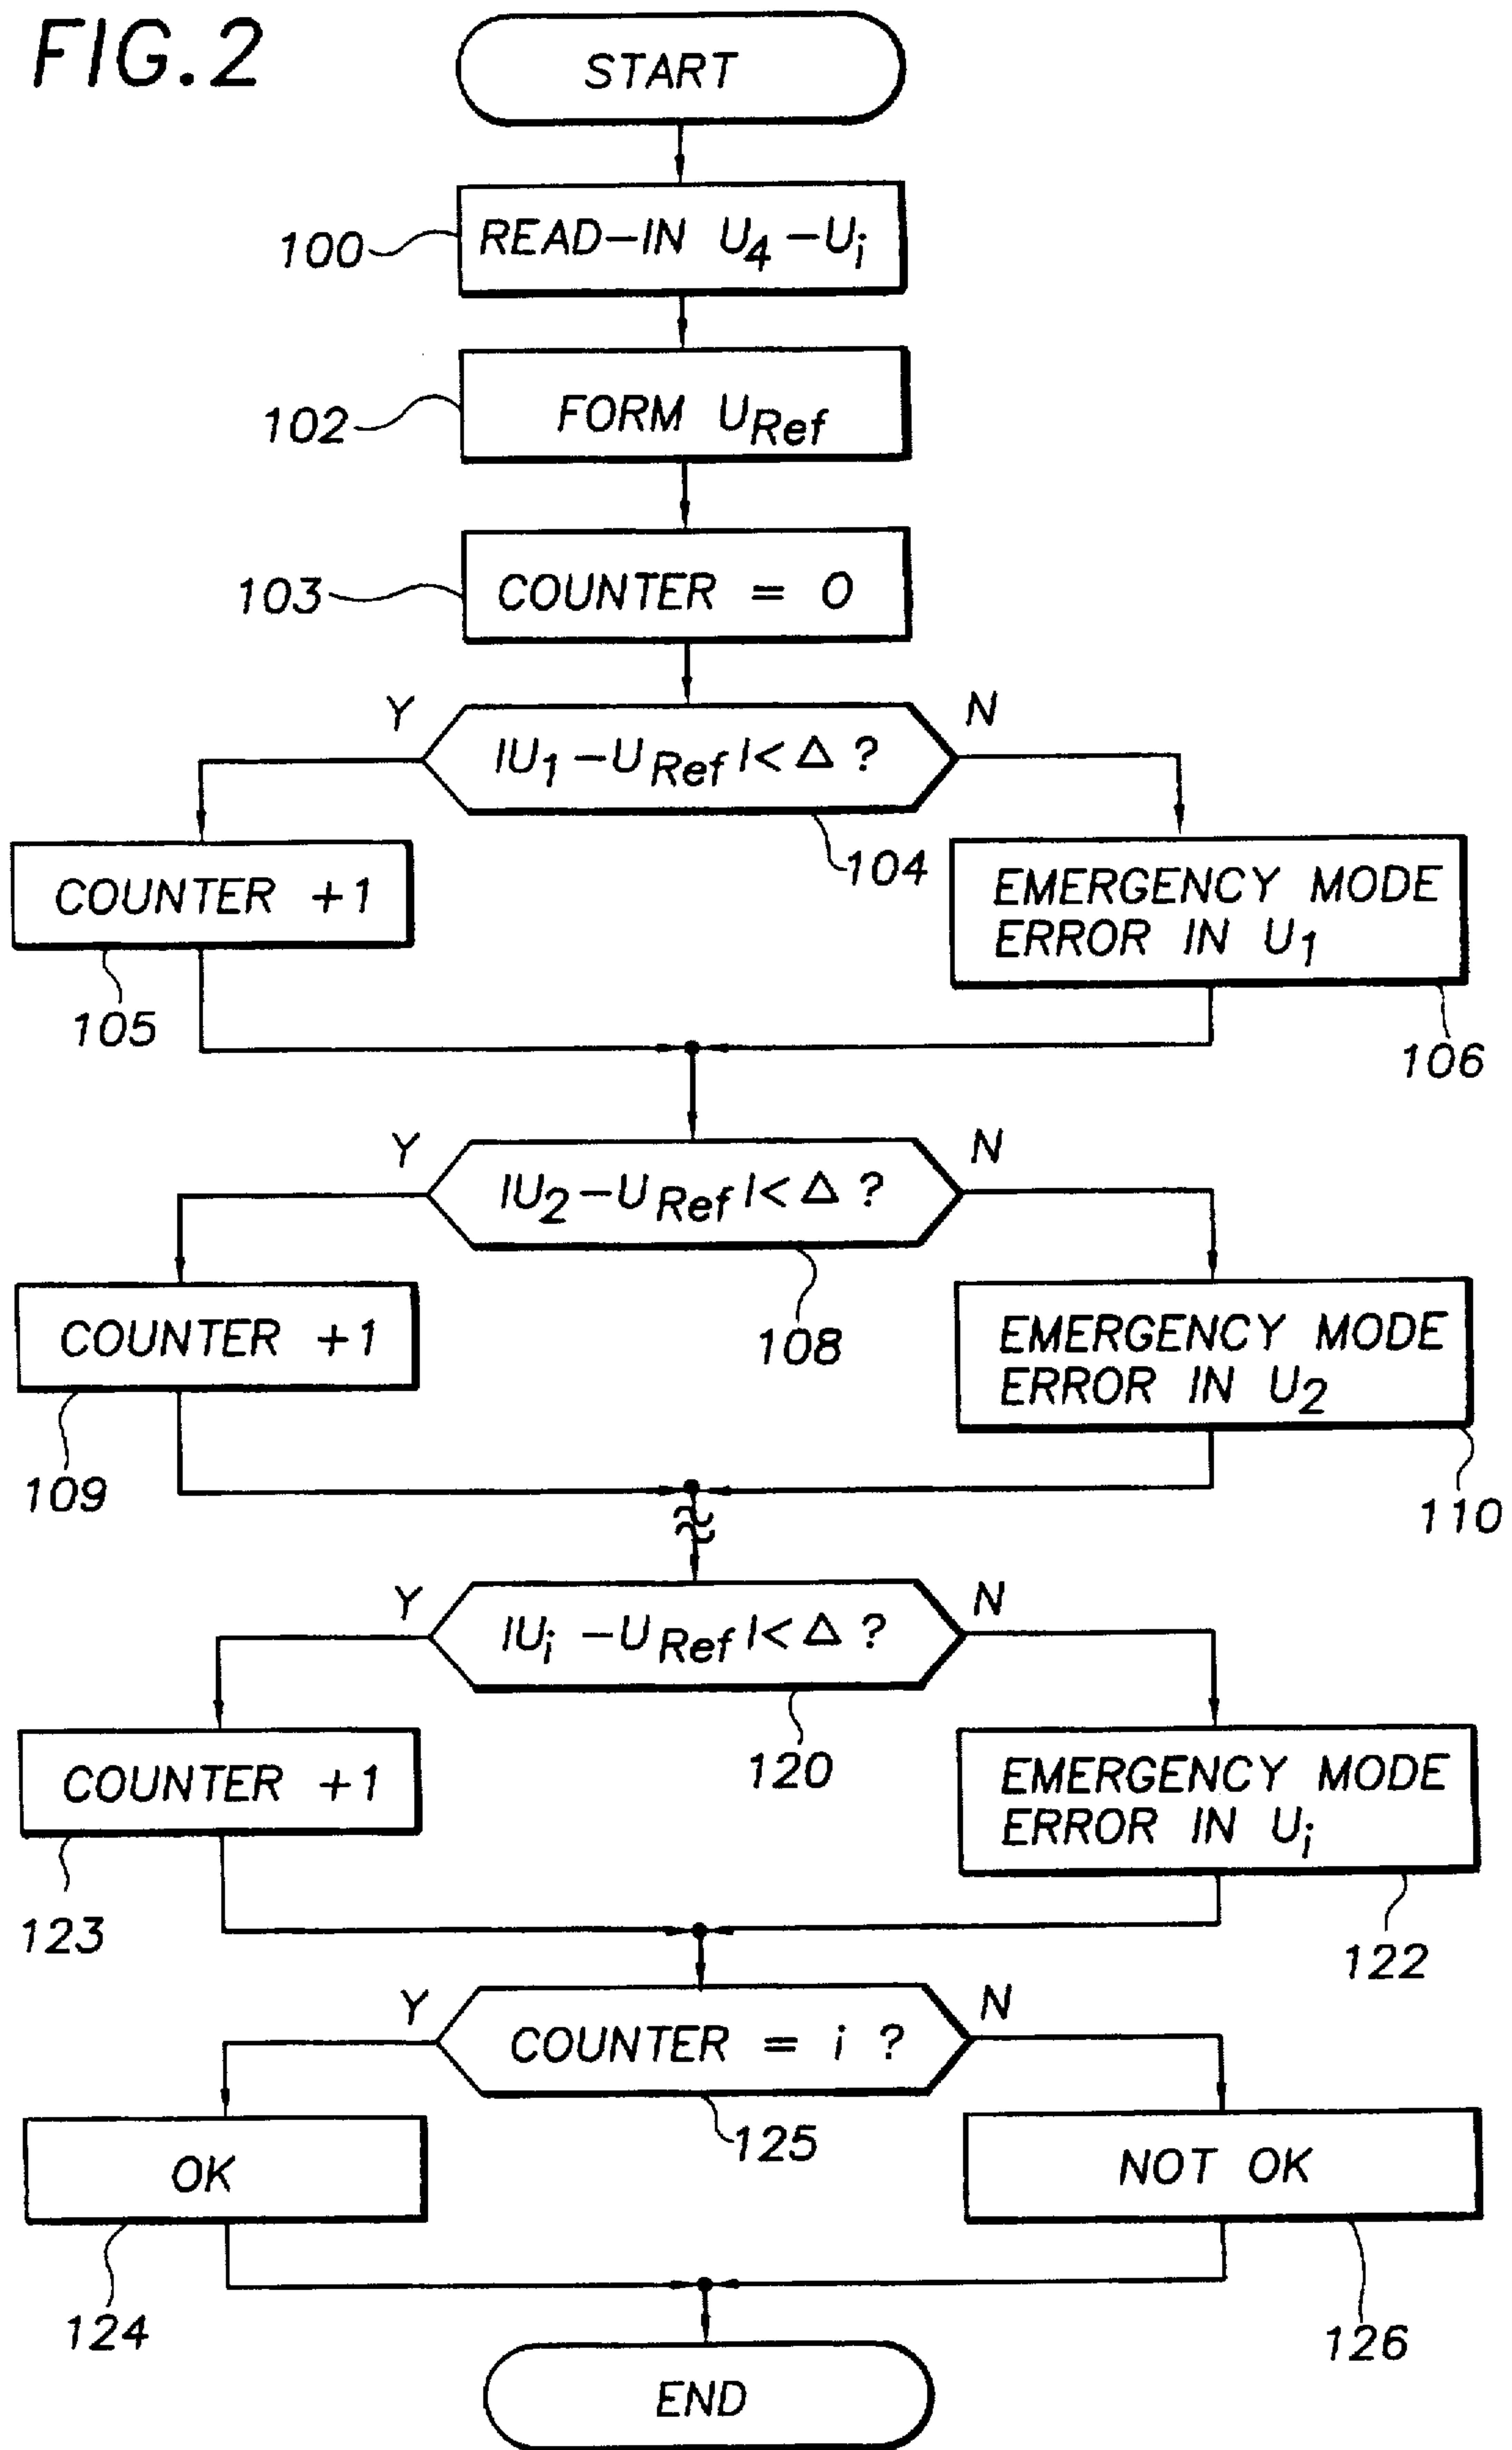 FIG. 2
START
100
READ-IN U4-Ui
102
FORM URef
103
COUNTER = 0
Y
N
|U1-URef|<Δ?
104
COUNTER +1
105
EMERGENCY MODE
ERROR IN U1
106
Y
N
|U2-URef|<Δ?
108
COUNTER +1
109
EMERGENCY MODE
ERROR IN U2
110
Y
N
|Ui-URef|<Δ?
120
COUNTER +1
123
EMERGENCY MODE
ERROR IN Ui
122
Y
N
COUNTER = i ?
125
OK
124
NOT OK
126
END